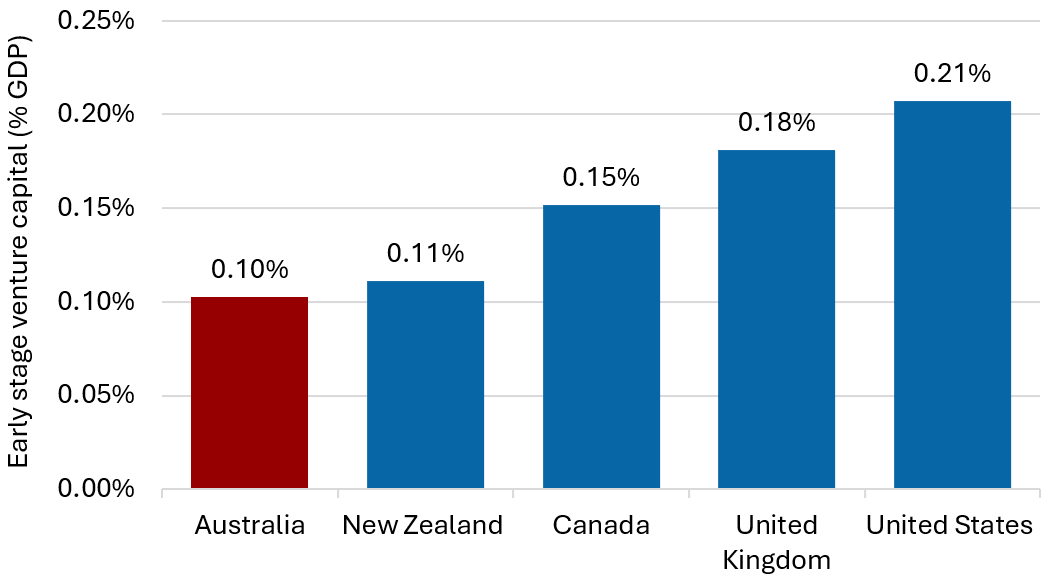 Early stage venture capital (% GDP)
0.25%
0.20%
0.15%
0.10%
0.05%
0.00%
0.10%
0.11%
0.15%
0.18%
0.21%
Australia
New Zealand
Canada
United
Kingdom
United States